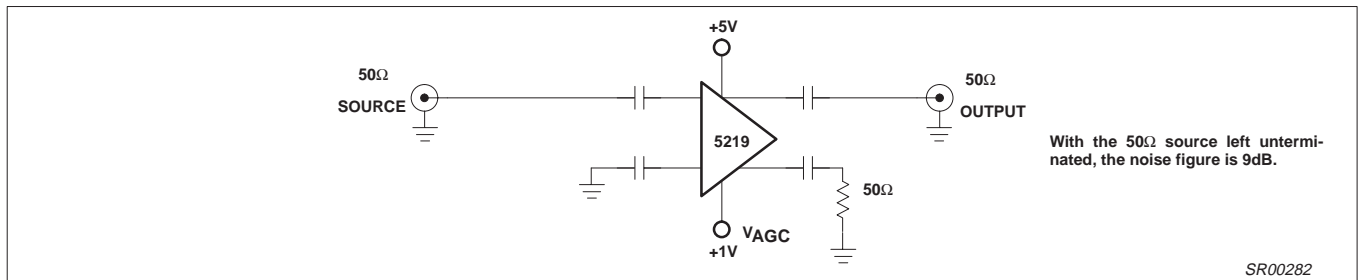 +5V
50Ω
SOURCE
50Ω
OUTPUT
5219
With the 50Ω source left untermi-
nated, the noise figure is 9dB.
50Ω
VAGC
+1V
SR00282